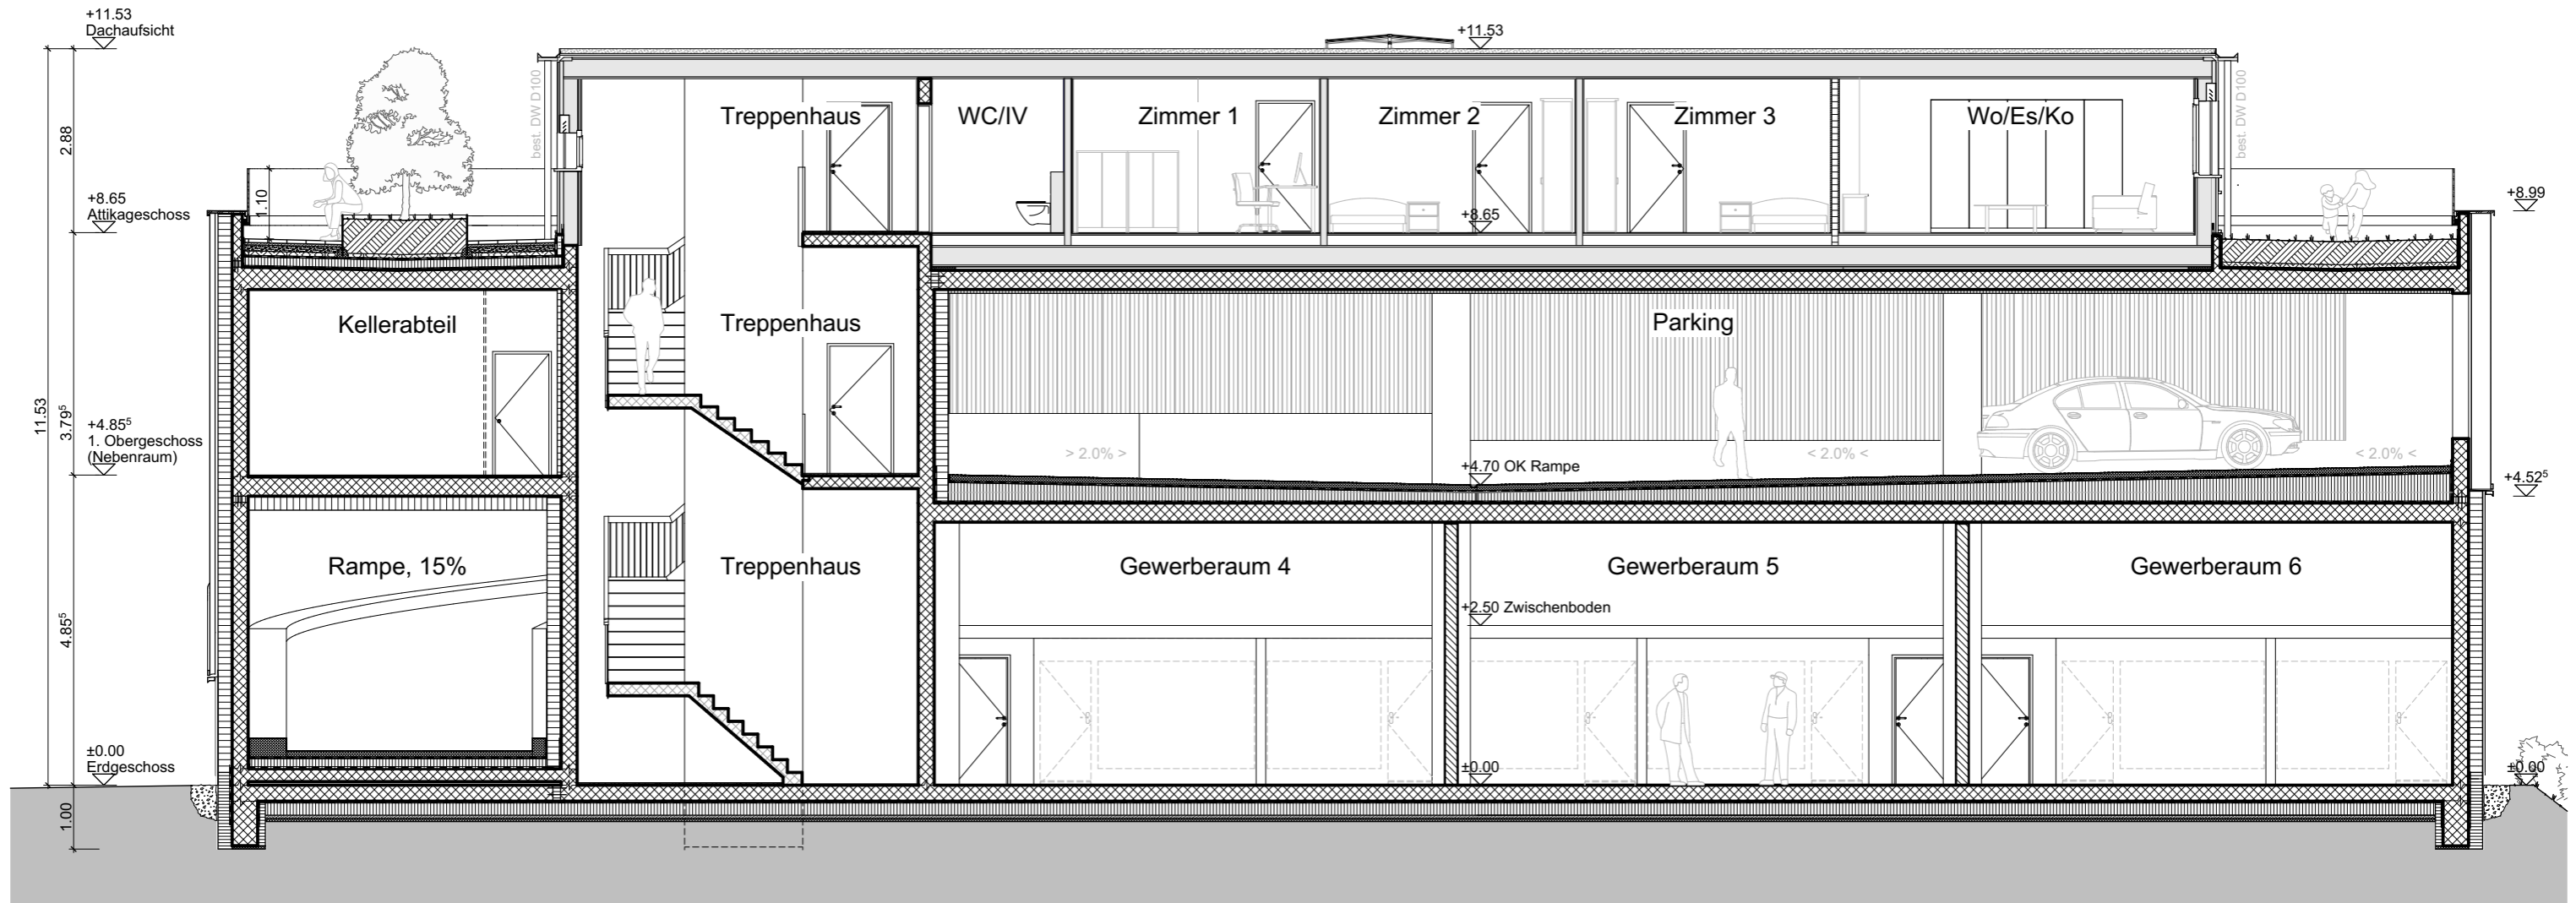 +11.53
Dachaufsicht
+11.53
best. DW D100
best. DW D100
Treppenhaus
WC/IV
Zimmer 1
Zimmer 2
Zimmer 3
Wo/Es/Ko
2.88
1.10
+8.65
Attikageschoss
+8.65
+8.99
Kellerabteil
Treppenhaus
Parking
11.53
3.79⁵
+4.85⁵
1. Obergeschoss
(Nebenraum)
> 2.0% >
< 2.0% <
< 2.0% <
+4.70 OK Rampe
+4.52⁵
Rampe, 15%
Treppenhaus
Gewerberaum 4
Gewerberaum 5
Gewerberaum 6
4.85⁵
+2.50 Zwischenboden
±0.00
Erdgeschoss
±0.00
±0.00
1.00